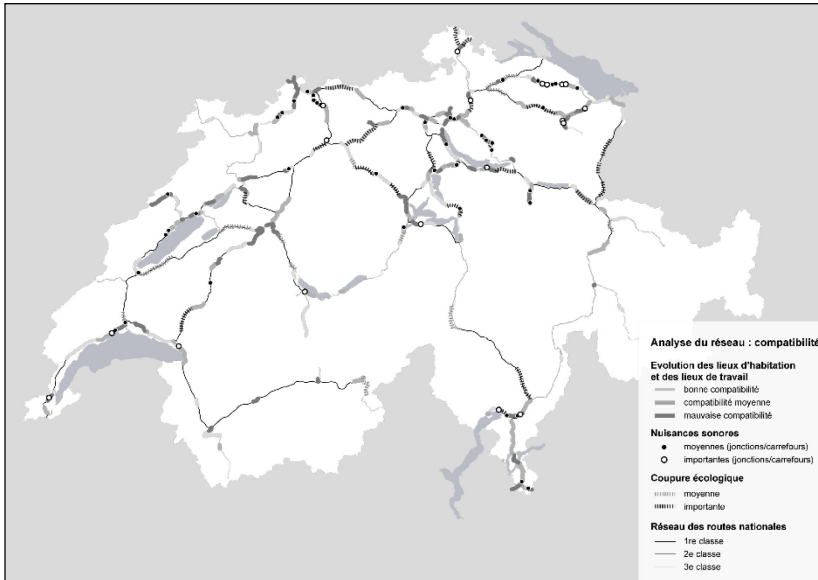 Analyse du réseau : compatibilité
Evolution des lieux d'habitation
et des lieux de travail
bonne compatibilité
compatibilité moyenne
mauvaise compatibilité
Nuisances sonores
moyennes (jonctions/carrefours)
importantes (jonctions/carrefours)
Coupure écologique
moyenne
importante
Réseau des routes nationales
1re classe
2e classe
3e classe